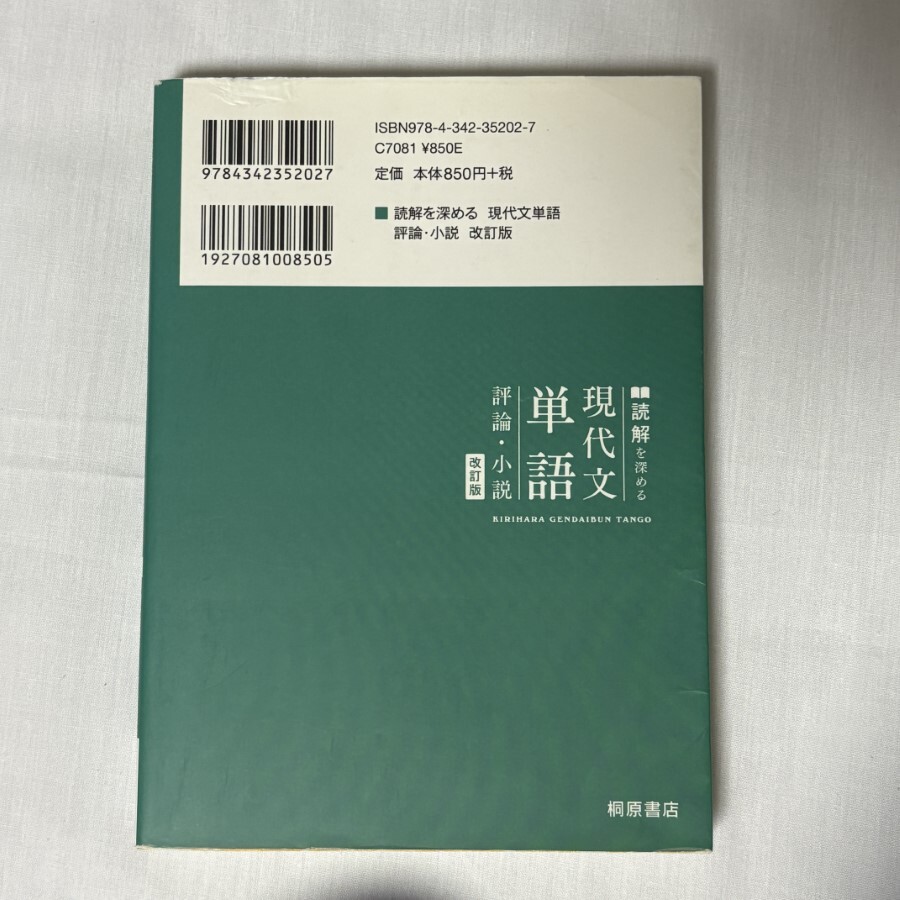 ISBN978-4-342-35202-7
C7081 ¥850E
定価 本体850円+税
9784342352027
1927081008505
■ 読解を深める 現代文単語
評論・小説 改訂版
読解を深める
現代文
単語
評論・小説
改訂版
KIRIHARA GENDAIBUN TANGO
桐原書店